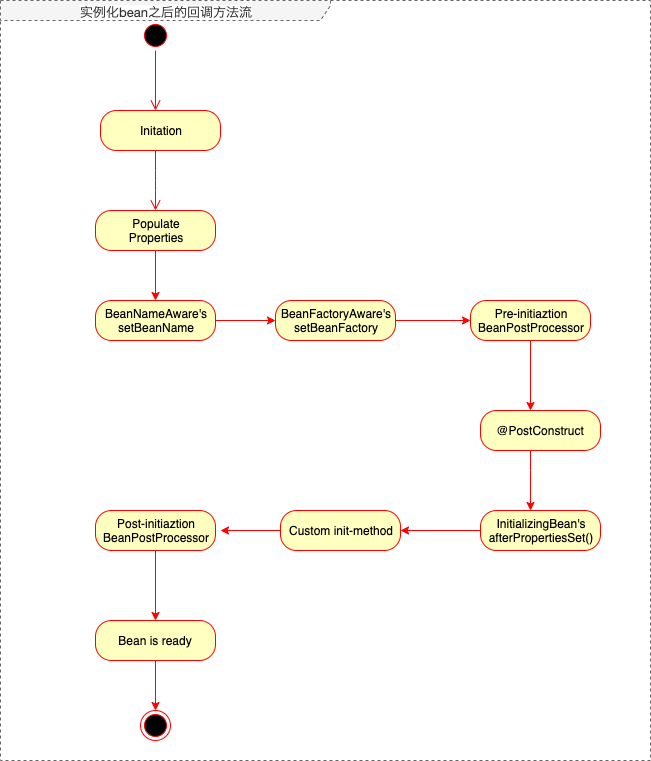 实例化bean之后的回调方法流
Initation
Populate
Properties
BeanNameAware's
setBeanName
BeanFactoryAware's
setBeanFactory
Pre-initiaztion
BeanPostProcessor
@PostConstruct
InitializingBean's
afterPropertiesSet()
Custom init-method
Post-initiaztion
BeanPostProcessor
Bean is ready